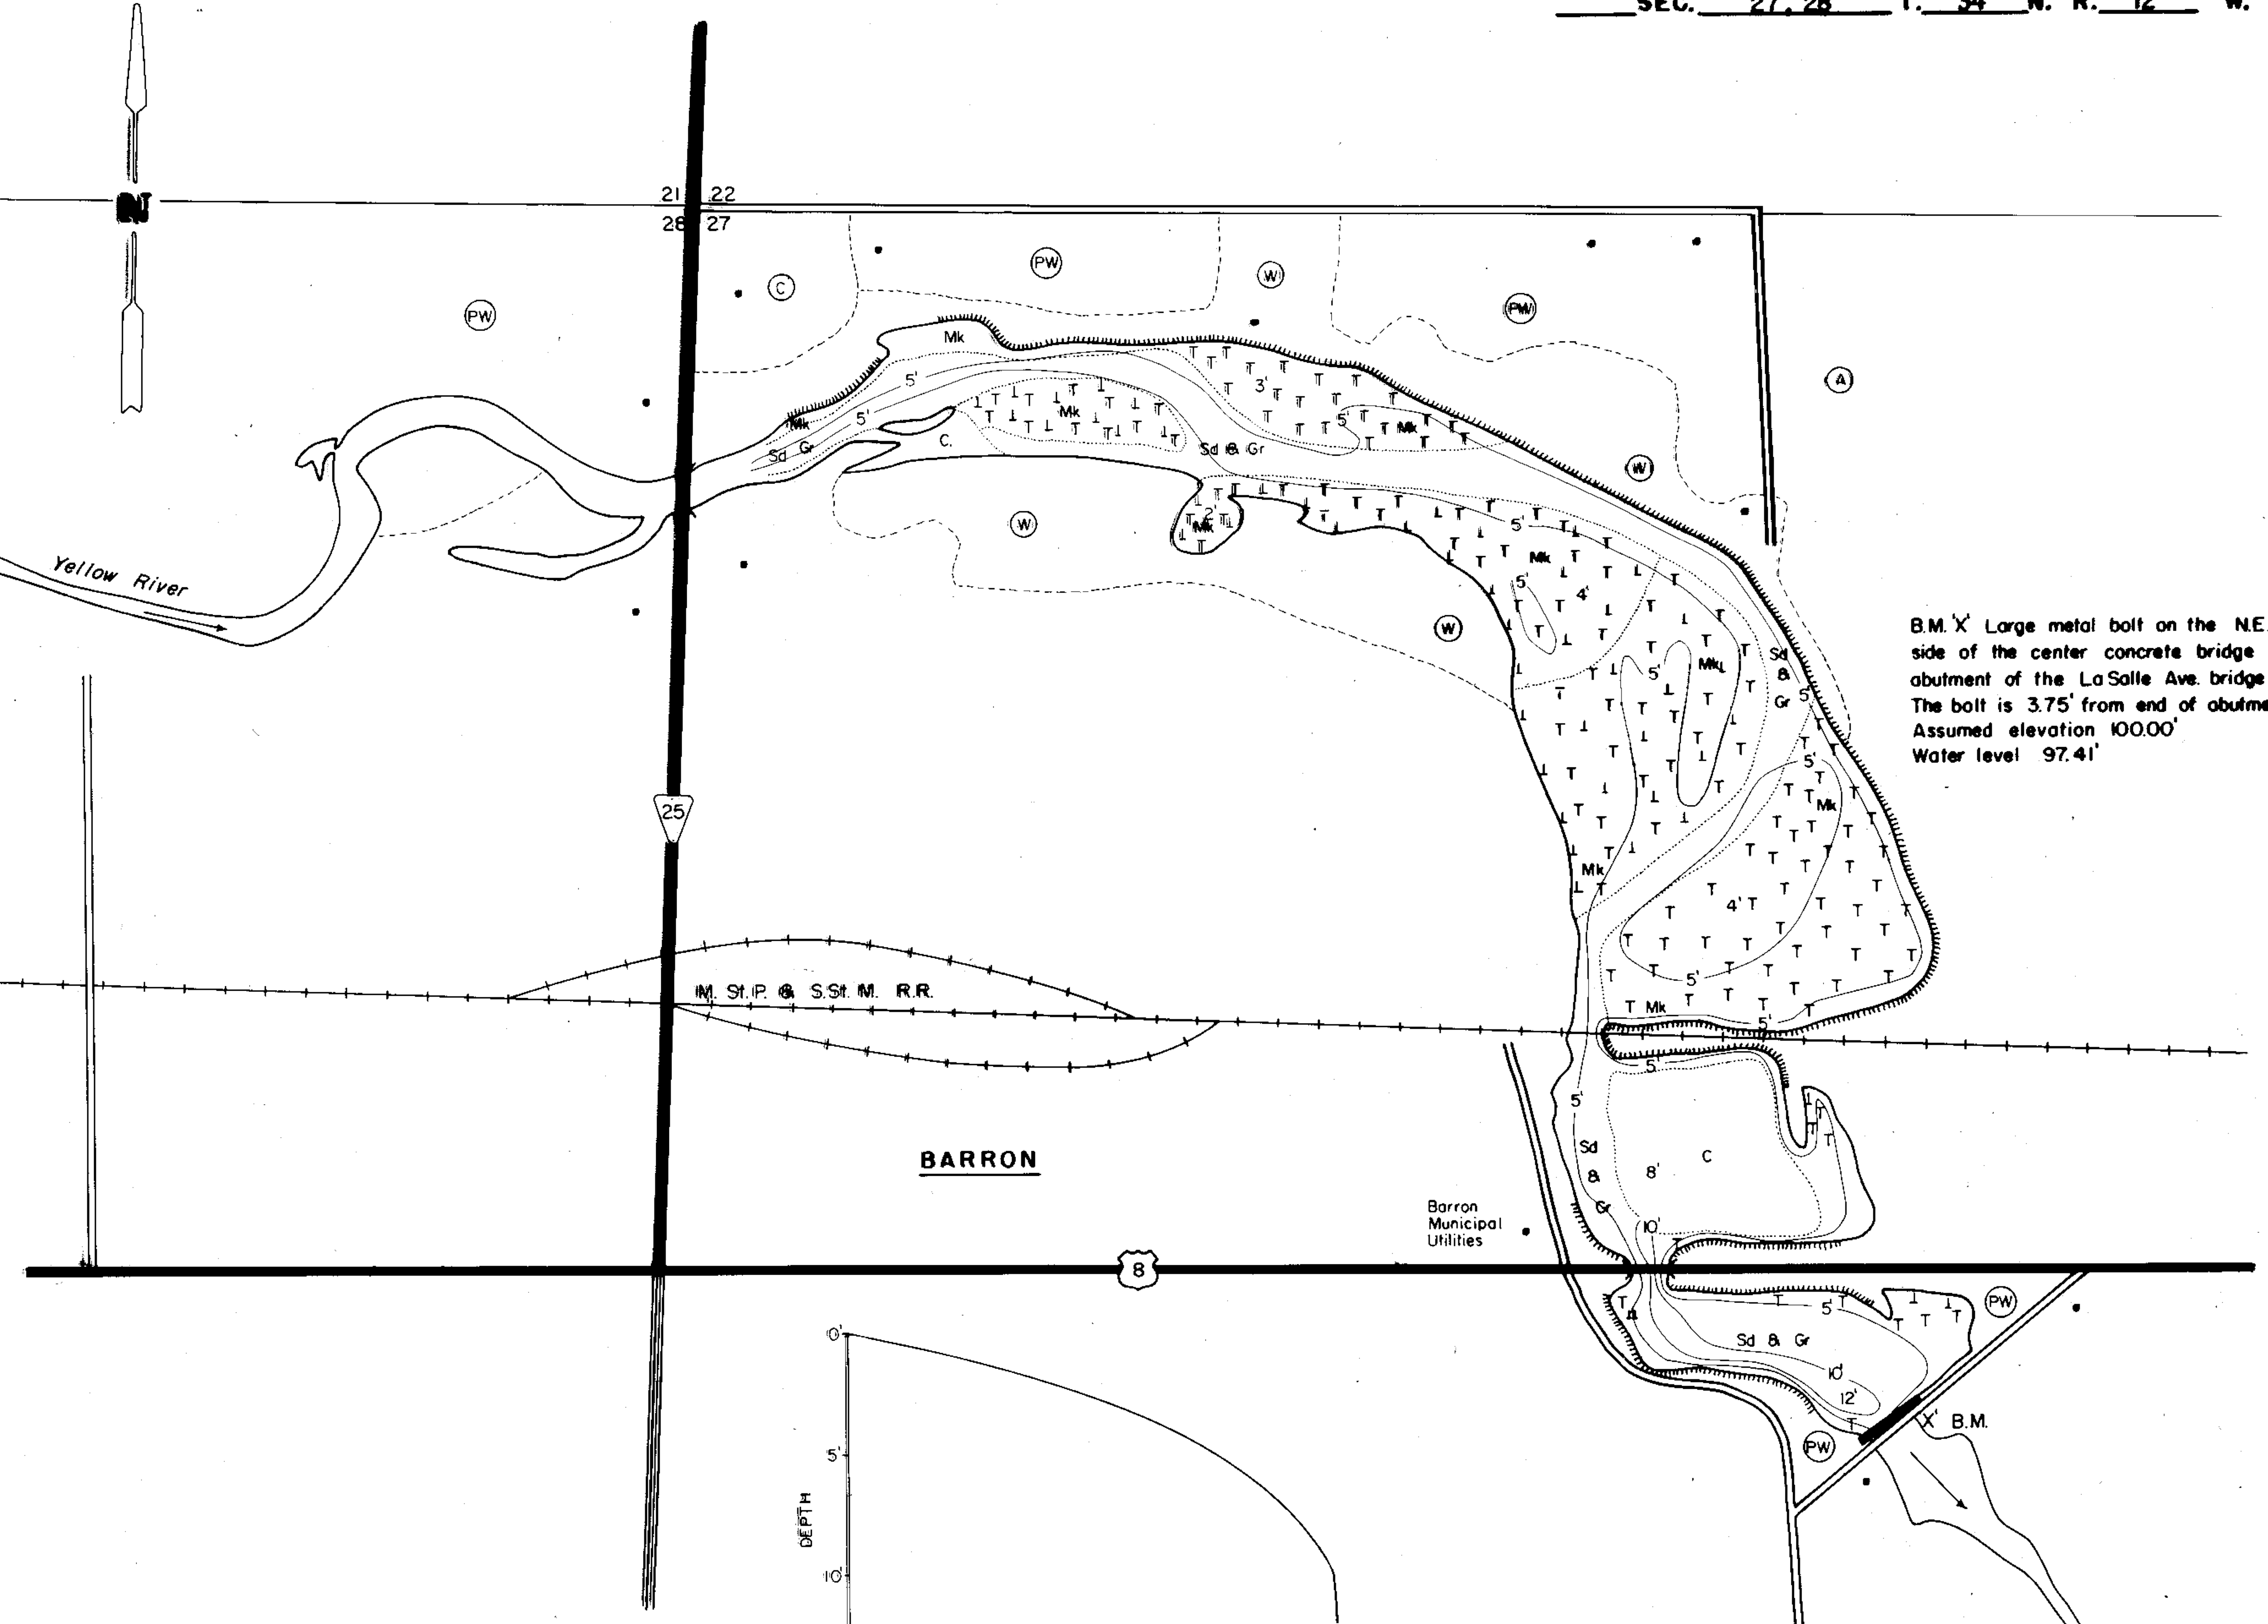 SEC. 27, 28 T. 34 N. R. 12 W.
N
21 22
28 27
PW
C
PW
W
PW
A
W
Mk
5'
3'
5'
Mk
Mk
5'
Mk
C.
Sd Gr
Sd & Gr
W
2'
Mk
5'
Mk
5'
4'
W
Yellow River
5'
Mk
Sd
&
Gr
5'
B.M. 'X' Large metal bolt on the N.E.
side of the center concrete bridge
abutment of the La Salle Ave. bridge
The bolt is 3.75' from end of abutme
Assumed elevation 100.00'
Water level 97.41'
25
5'
Mk
Mk
4'
5'
Mk
5'
M. St. P. & S. St. M. R.R.
5'
5'
BARRON
Sd
&
Gr
8'
C
10'
Barron
Municipal
Utilities
8
PW
5'
Sd & Gr
10'
12'
'X' B.M.
PW
0'
5'
DEPTH
10'